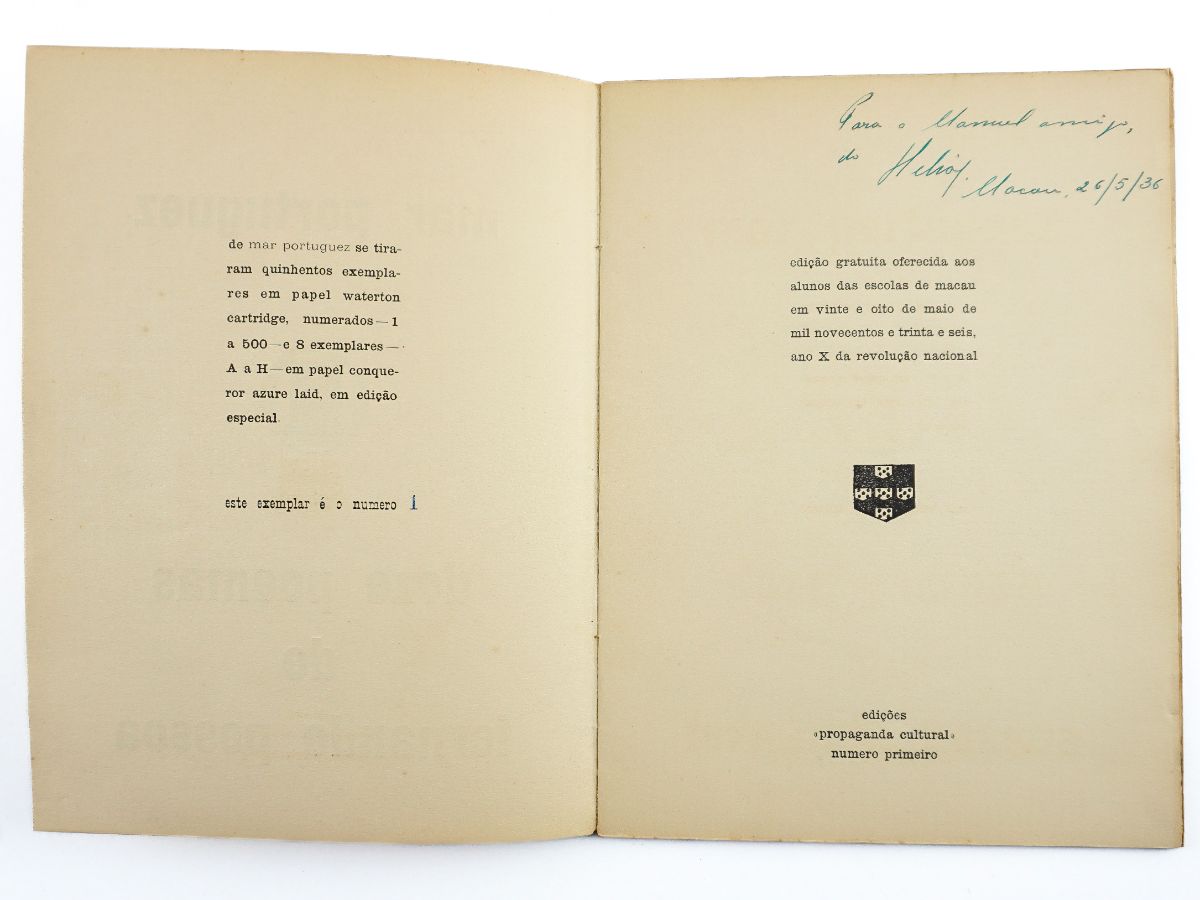 de mar portuguez se tira-
ram quinhentos exempla-
res em papel waterton
cartridge, numerados—1
a 500—e 8 exemplares—
A a H—em papel conque-
ror azure laid, em edição
especial
este exemplar é o numero 1
Para o Manuel amigo,
do
Macau, 26/5/36
edição gratuita oferecida aos
alunos das escolas de macau
em vinte e oito de maio de
mil novecentos e trinta e seis,
ano X da revolução nacional
edições
«propaganda cultural»
numero primeiro